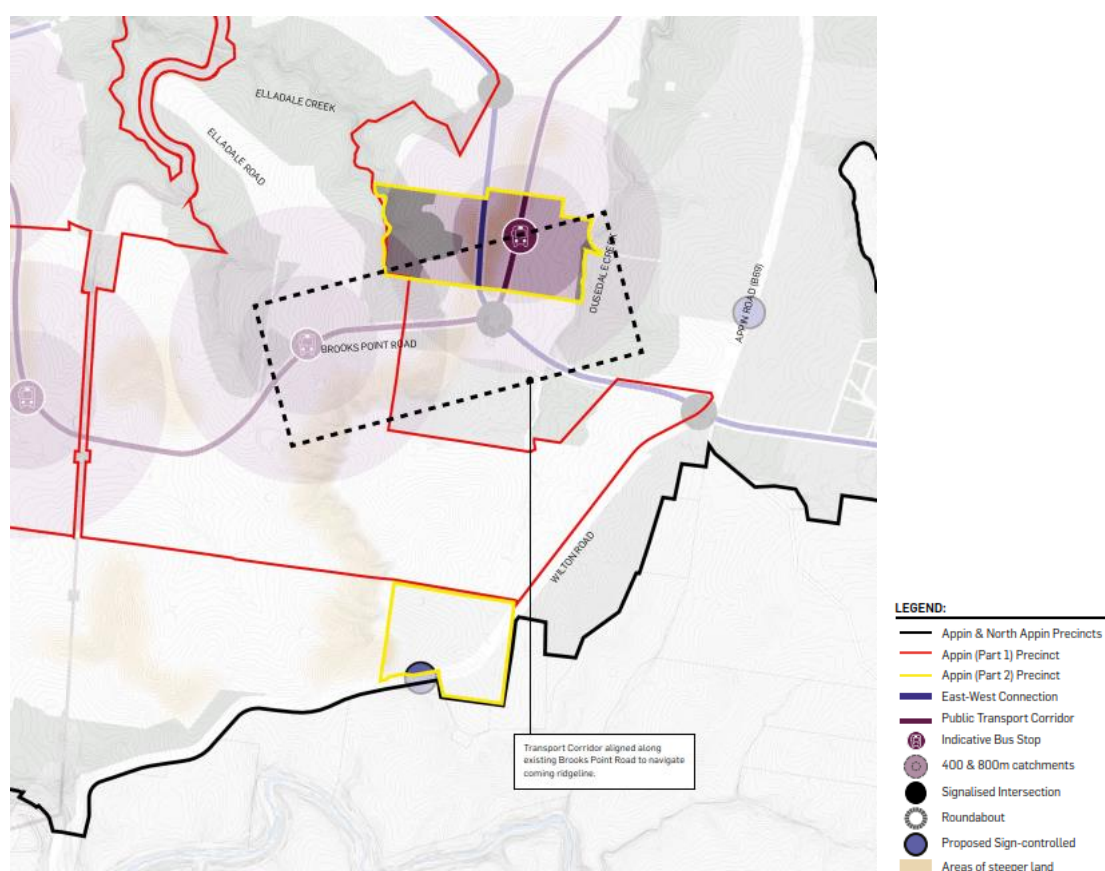 ELLADALE CREEK
ELLADALE ROAD
OUSEDALE CREEK
APPIN ROAD (B69)
BROOKS POINT ROAD
WILTON ROAD
Transport Corridor aligned along
existing Brooks Point Road to navigate
coming ridgeline.
LEGEND:
Appin & North Appin Precincts
Appin (Part 1) Precinct
Appin (Part 2) Precinct
East-West Connection
Public Transport Corridor
Indicative Bus Stop
400 & 800m catchments
Signalised Intersection
Roundabout
Proposed Sign-controlled
Areas of steeper land